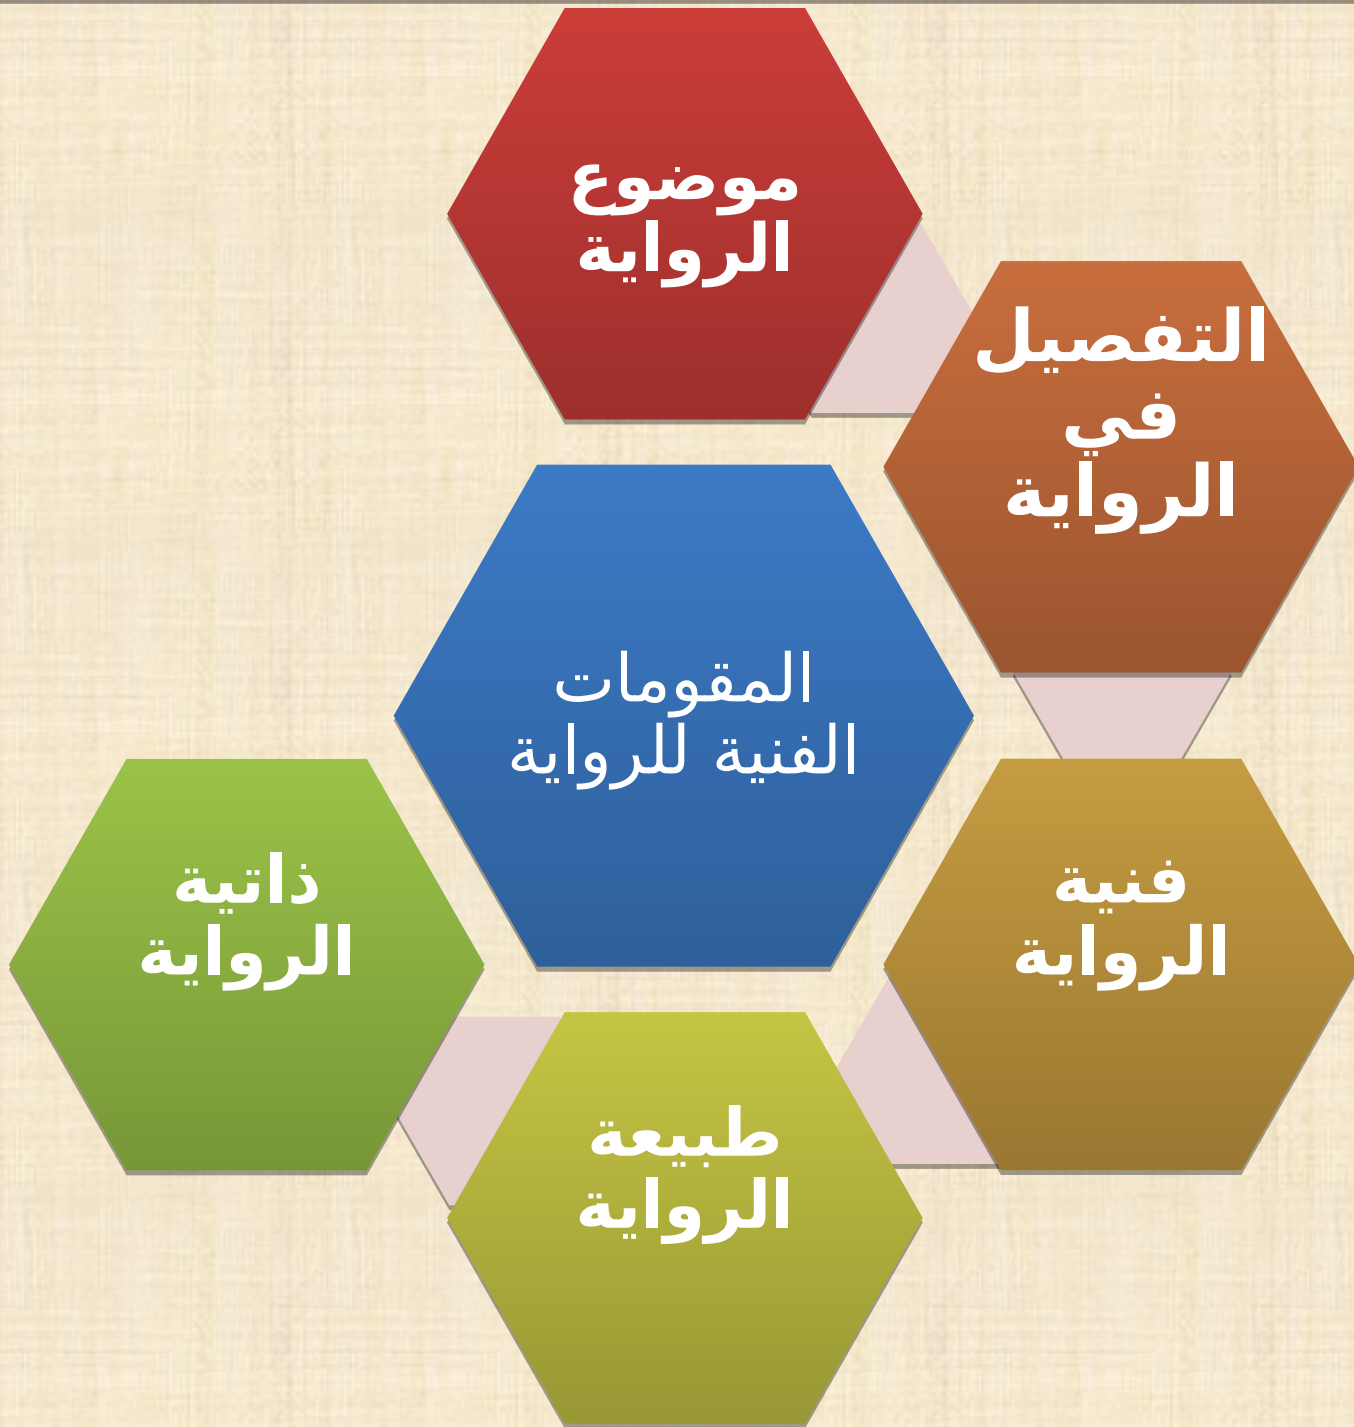 موضوع
الرواية
التفصيل
في
الرواية
المقومات
الفنية للرواية
فنية
الرواية
ذاتية
الرواية
طبيعة
الرواية